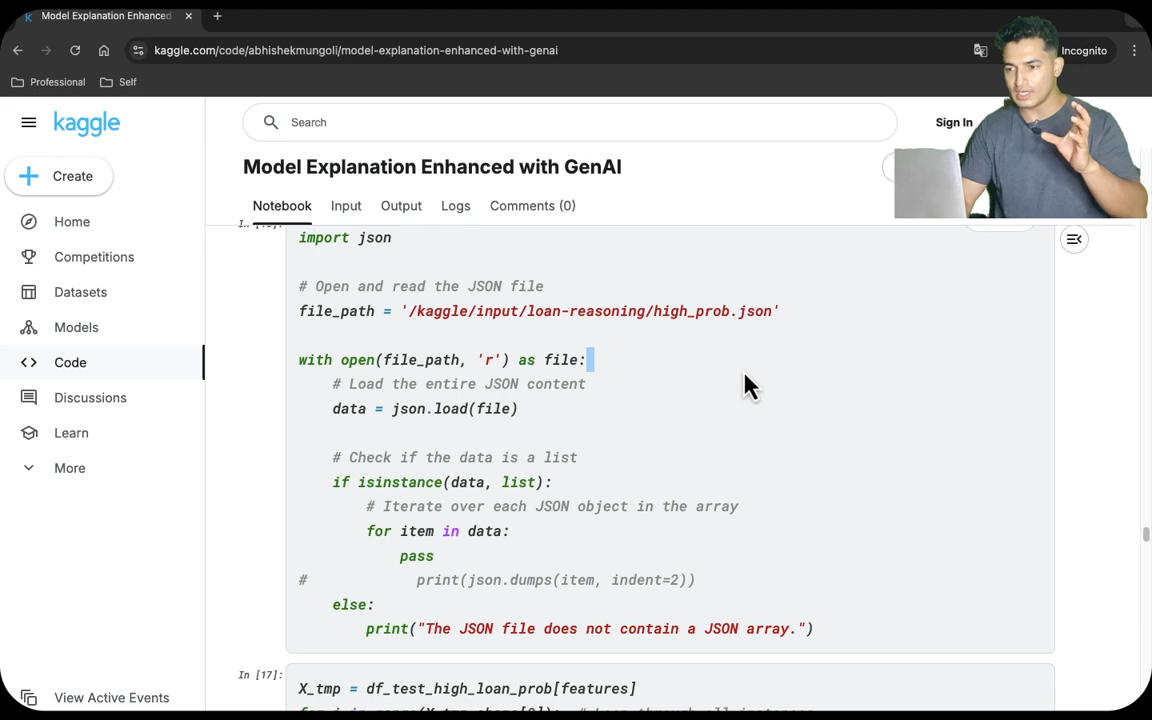 Model Explanation Enhanced
kaggle.com/code/abhishekmungoli/model-explanation-enhanced-with-genai
Incognito
Professional
Self
kaggle
Search
Sign In
Create
Model Explanation Enhanced with GenAI
Notebook
Input
Output
Logs
Comments (0)
Home
Competitions
Datasets
Models
Code
Discussions
Learn
More
View Active Events
import json
# Open and read the JSON file
file_path = '/kaggle/input/loan-reasoning/high_prob.json'
with open(file_path, 'r') as file:
# Load the entire JSON content
data = json.load(file)
# Check if the data is a list
if isinstance(data, list):
# Iterate over each JSON object in the array
for item in data:
pass
# print(json.dumps(item, indent=2))
else:
print("The JSON file does not contain a JSON array.")
In [17]:
X_tmp = df_test_high_loan_prob[features]